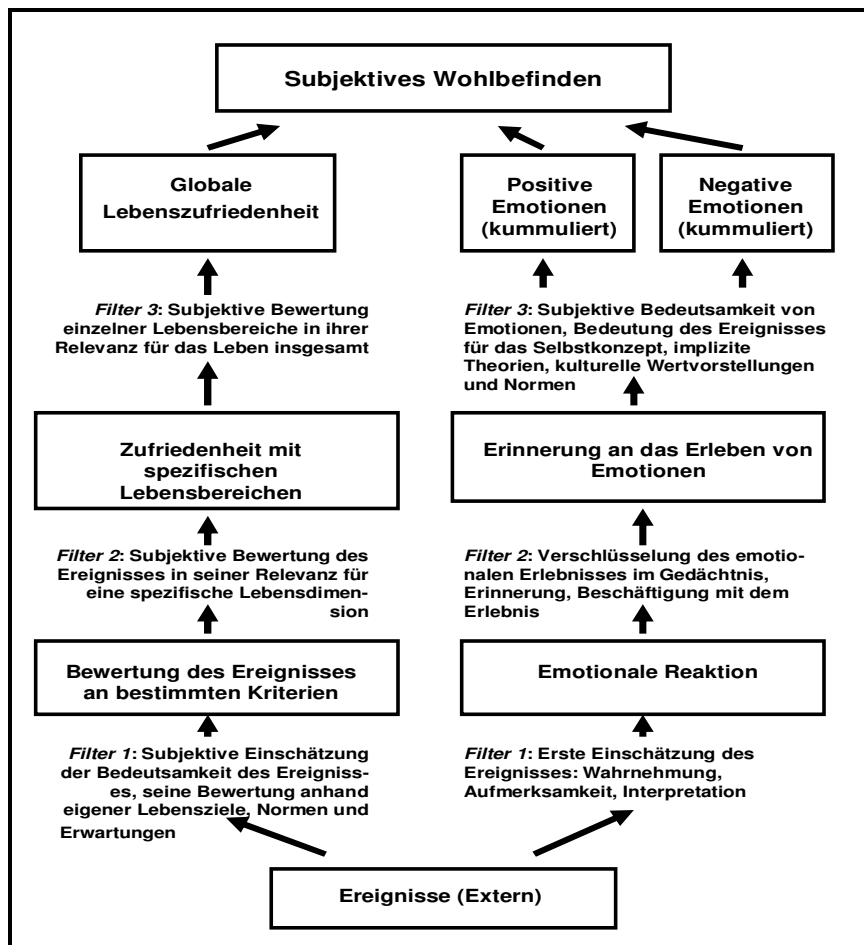 Subjektives Wohlbefinden
Globale
Lebenszufriedenheit
Positive
Emotionen
(kummuliert)
Negative
Emotionen
(kummuliert)
Filter 3: Subjektive Bewertung
einzelner Lebensbereiche in ihrer
Relevanz für das Leben insgesamt
Filter 3: Subjektive Bedeutsamkeit von
Emotionen, Bedeutung des Ereignisses
für das Selbstkonzept, implizite
Theorien, kulturelle Wertvorstellungen
und Normen
Zufriedenheit mit
spezifischen
Lebensbereichen
Erinnerung an das Erleben von
Emotionen
Filter 2: Subjektive Bewertung des
Ereignisses in seiner Relevanz für
eine spezifische Lebensdimen-
sion
Filter 2: Verschlüsselung des emotio-
nalen Erlebnisses im Gedächtnis,
Erinnerung, Beschäftigung mit dem
Erlebnis
Bewertung des Ereignisses
an bestimmten Kriterien
Emotionale Reaktion
Filter 1: Subjektive Einschätzung
der Bedeutsamkeit des Ereigniss-
es, seine Bewertung anhand
eigener Lebensziele, Normen und
Erwartungen
Filter 1: Erste Einschätzung des
Ereignisses: Wahrnehmung,
Aufmerksamkeit, Interpretation
Ereignisse (Extern)